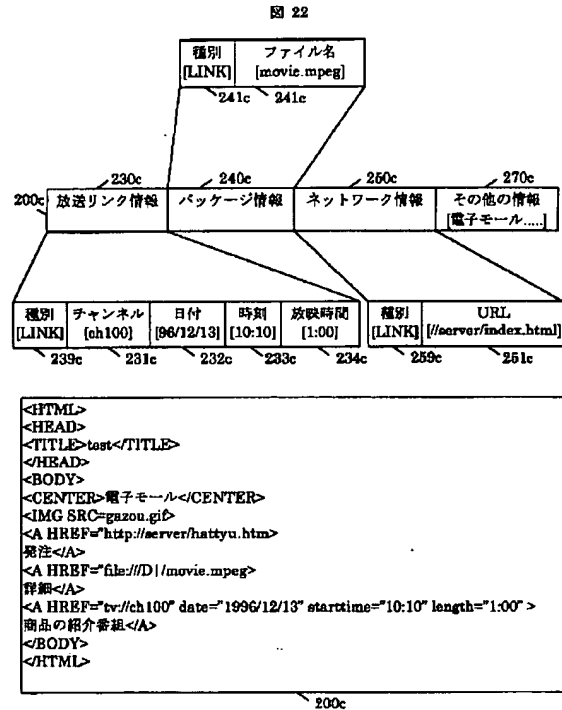 図 22
種別 ファイル名
[LINK] [movie.mpeg]
241c 241c
230c 240c 250c 270c
200c 放送リンク情報 パッケージ情報 ネットワーク情報 その他の情報
[電子モール.....]
種別 チャンネル 日付 時刻 放映時間 種別 URL
[LINK] [ch100] [96/12/13] [10:10] [1:00] [LINK] [//server/index.html]
239c 231c 232c 233c 234c 259c 251c
<HTML>
<HEAD>
<TITLE>test</TITLE>
</HEAD>
<BODY>
<CENTER>電子モール</CENTER>
<IMG SRC=gazou.gif>
<A HREF="http://server/hattyu.htm>
発注</A>
<A HREF="file:///D|/movie.mpeg>
詳細</A>
<A HREF="tv://ch100" date="1996/12/13" starttime="10:10" length="1:00" >
商品の紹介番組</A>
</BODY>
</HTML>
200c